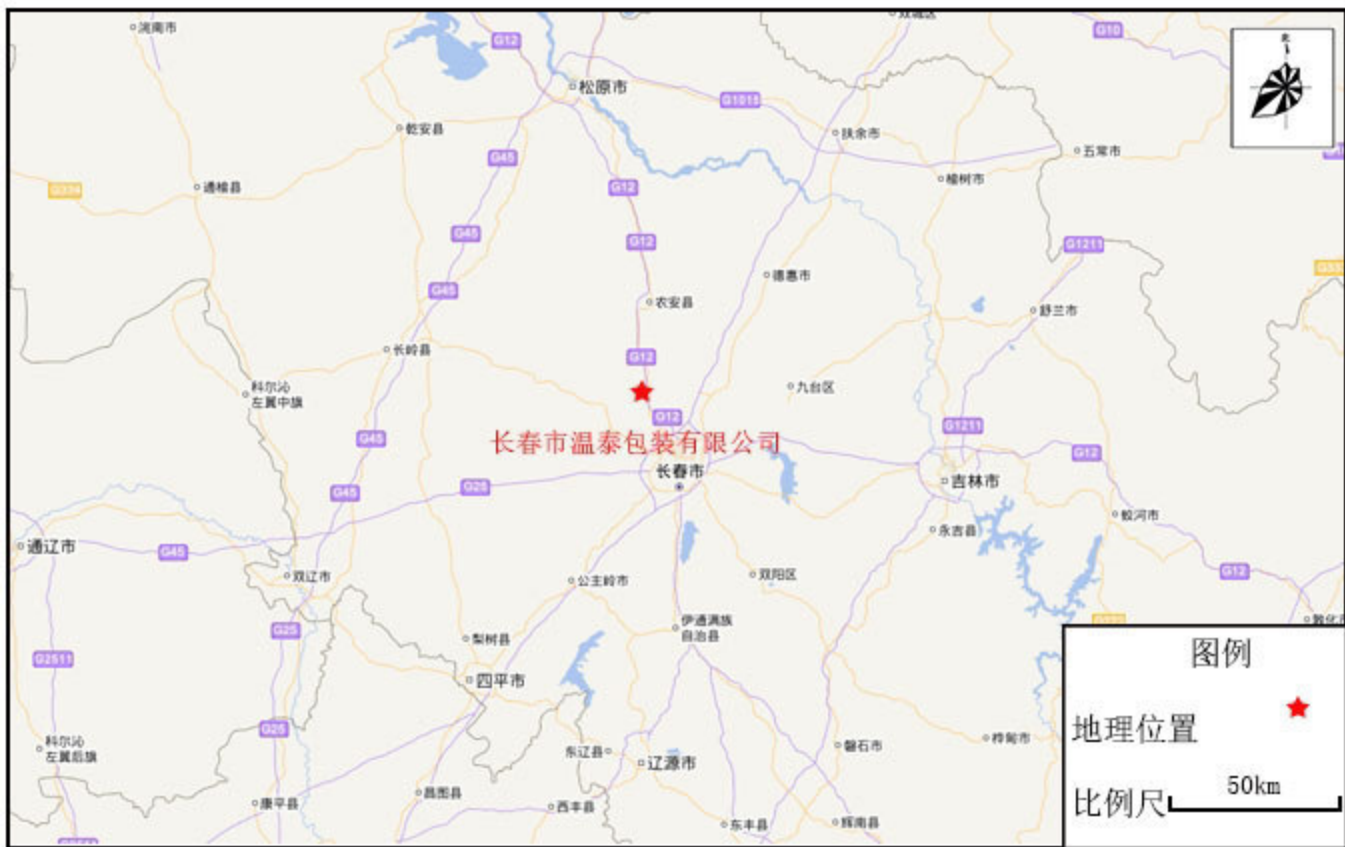 洮南市
G12
双城区
G10
北
松原市
G1015
乾安县
扶余市
G45
五常市
G334
通榆县
G12
榆树市
G45
G12
G1211
德惠市
G45
农安县
舒兰市
长岭县
G12
科尔沁
左翼中旗
九台区
G12
G1211
长春市温泰包装有限公司
G45
G12
长春市
G25
G45
吉林市
蛟河市
永吉县
通辽市
G45
双辽市
公主岭市
双阳区
G12
伊通满族
自治县
敦化市
G25
梨树县
G2511
四平市
图例
地理位置
G25
科尔沁
左翼后旗
东辽县
辽源市
磐石市
桦甸市
比例尺
50km
康平县
昌图县
西丰县
东丰县
辉南县